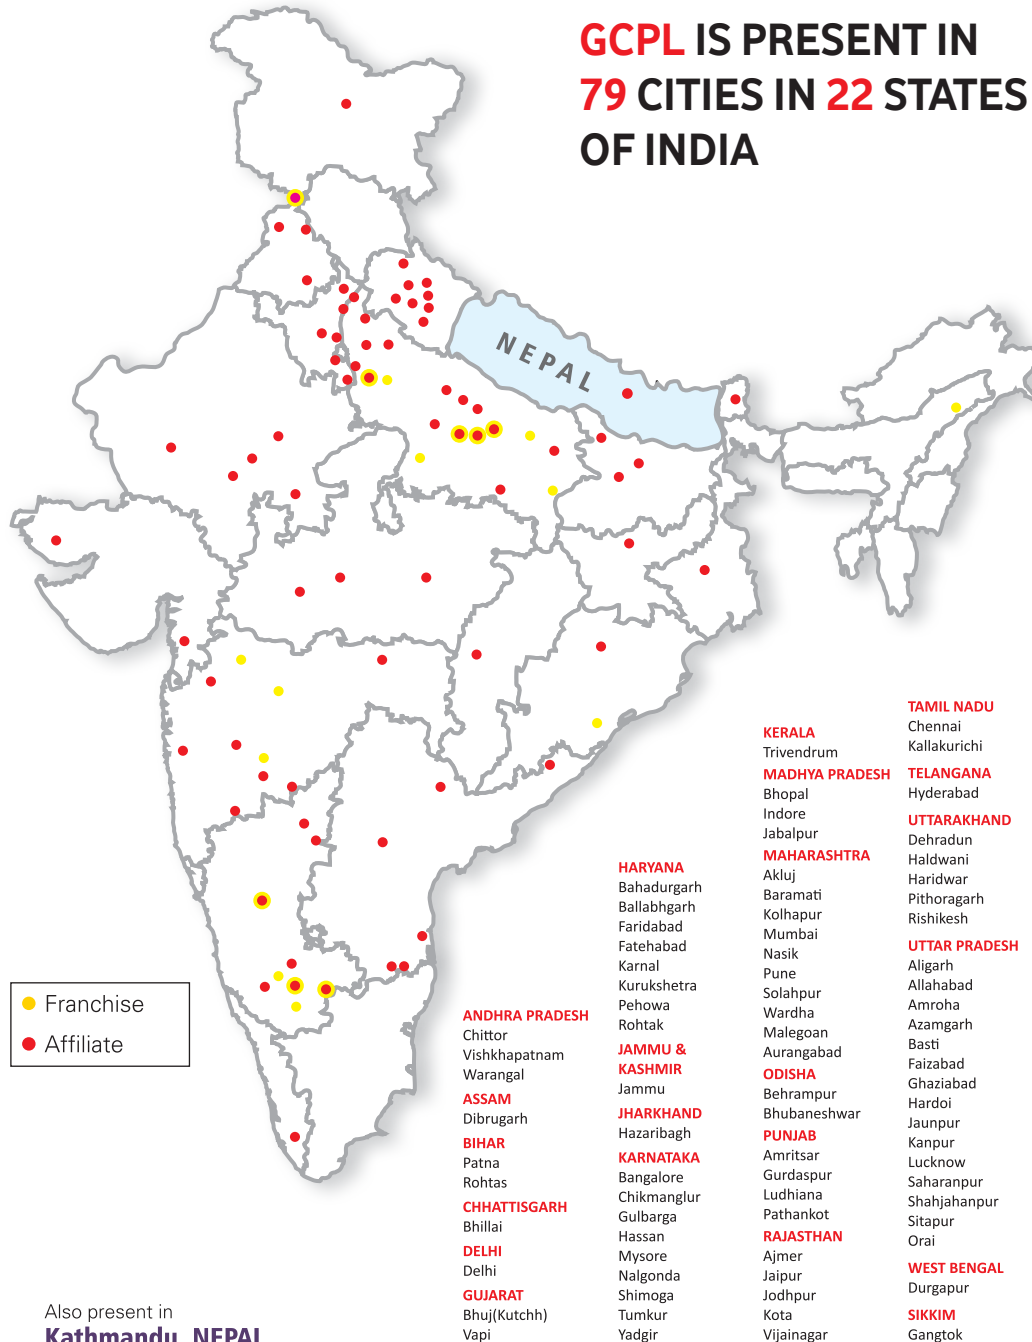 GCPL IS PRESENT IN
79 CITIES IN 22 STATES
OF INDIA
NEPAL
Franchise
Affiliate
Also present in
Kathmandu, NEPAL
ANDHRA PRADESH
Chittor
Vishkhapatnam
Warangal
ASSAM
Dibrugarh
BIHAR
Patna
Rohtas
CHHATTISGARH
Bhillai
DELHI
Delhi
GUJARAT
Bhuj(Kutchh)
Vapi
HARYANA
Bahadurgarh
Ballabhgarh
Faridabad
Fatehabad
Karnal
Kurukshetra
Pehowa
Rohtak
JAMMU &
KASHMIR
Jammu
JHARKHAND
Hazaribagh
KARNATAKA
Bangalore
Chikmanglur
Gulbarga
Hassan
Mysore
Nalgonda
Shimoga
Tumkur
Yadgir
KERALA
Trivendrum
MADHYA PRADESH
Bhopal
Indore
Jabalpur
MAHARASHTRA
Akluj
Baramati
Kolhapur
Mumbai
Nasik
Pune
Solahpur
Wardha
Malegoan
Aurangabad
ODISHA
Behrampur
Bhubaneshwar
PUNJAB
Amritsar
Gurdaspur
Ludhiana
Pathankot
RAJASTHAN
Ajmer
Jaipur
Jodhpur
Kota
Vijainagar
TAMIL NADU
Chennai
Kallakurichi
TELANGANA
Hyderabad
UTTARAKHAND
Dehradun
Haldwani
Haridwar
Pithoragarh
Rishikesh
UTTAR PRADESH
Aligarh
Allahabad
Amroha
Azamgarh
Basti
Faizabad
Ghaziabad
Hardoi
Jaunpur
Kanpur
Lucknow
Saharanpur
Shahjahanpur
Sitapur
Orai
WEST BENGAL
Durgapur
SIKKIM
Gangtok